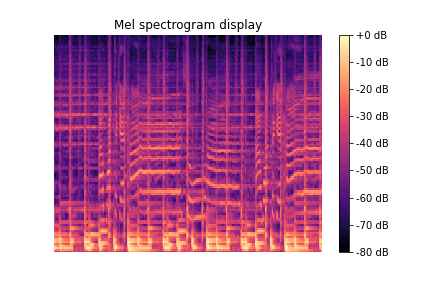 Mel spectrogram display
+0 dB
-10 dB
-20 dB
-30 dB
-40 dB
-50 dB
-60 dB
-70 dB
-80 dB